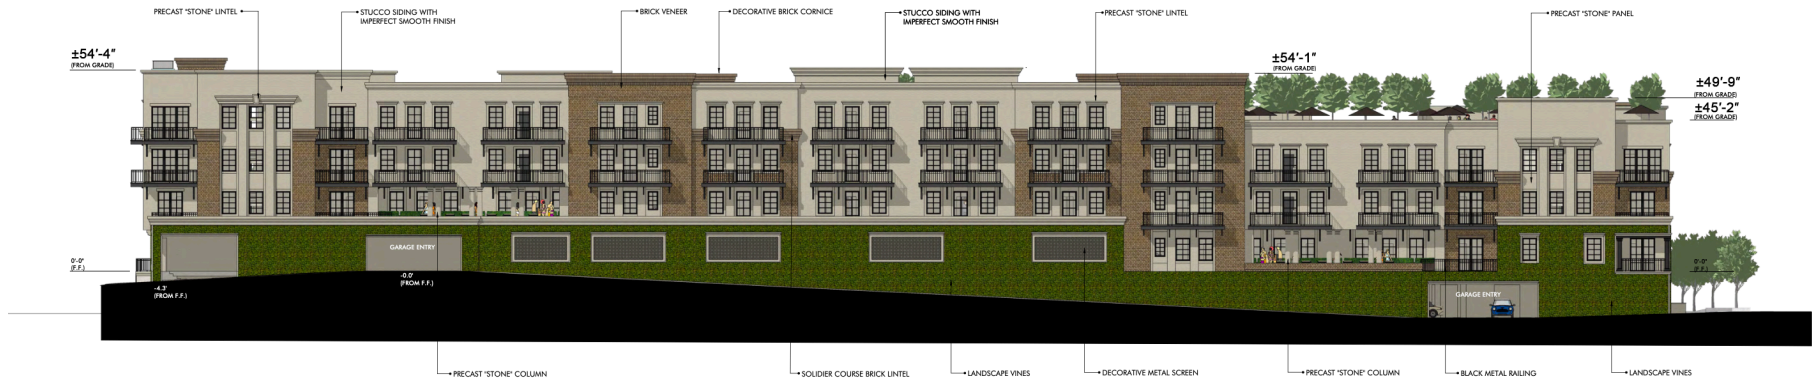 PRECAST "STONE" LINTEL
STUCCO SIDING WITH
IMPERFECT SMOOTH FINISH
BRICK VENEER
DECORATIVE BRICK CORNICE
STUCCO SIDING WITH
IMPERFECT SMOOTH FINISH
PRECAST "STONE" LINTEL
PRECAST "STONE" PANEL
±54'-4"
(FROM GRADE)
±54'-1"
(FROM GRADE)
±49'-9"
(FROM GRADE)
±45'-2"
(FROM GRADE)
GARAGE ENTRY
0'-0"
(F.F.)
-4.3'
(FROM F.F.)
-0.0'
(FROM F.F.)
0'-0"
(F.F.)
GARAGE ENTRY
PRECAST "STONE" COLUMN
SOLIDIER COURSE BRICK LINTEL
LANDSCAPE VINES
DECORATIVE METAL SCREEN
PRECAST "STONE" COLUMN
BLACK METAL RAILING
LANDSCAPE VINES